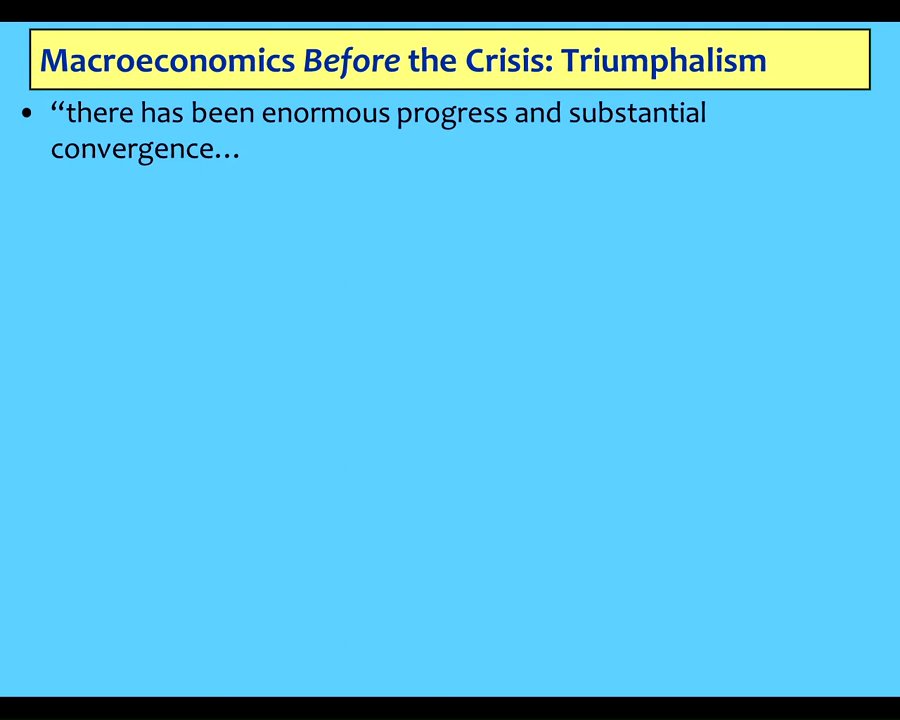 Macroeconomics Before the Crisis: Triumphalism
• “there has been enormous progress and substantial
convergence…